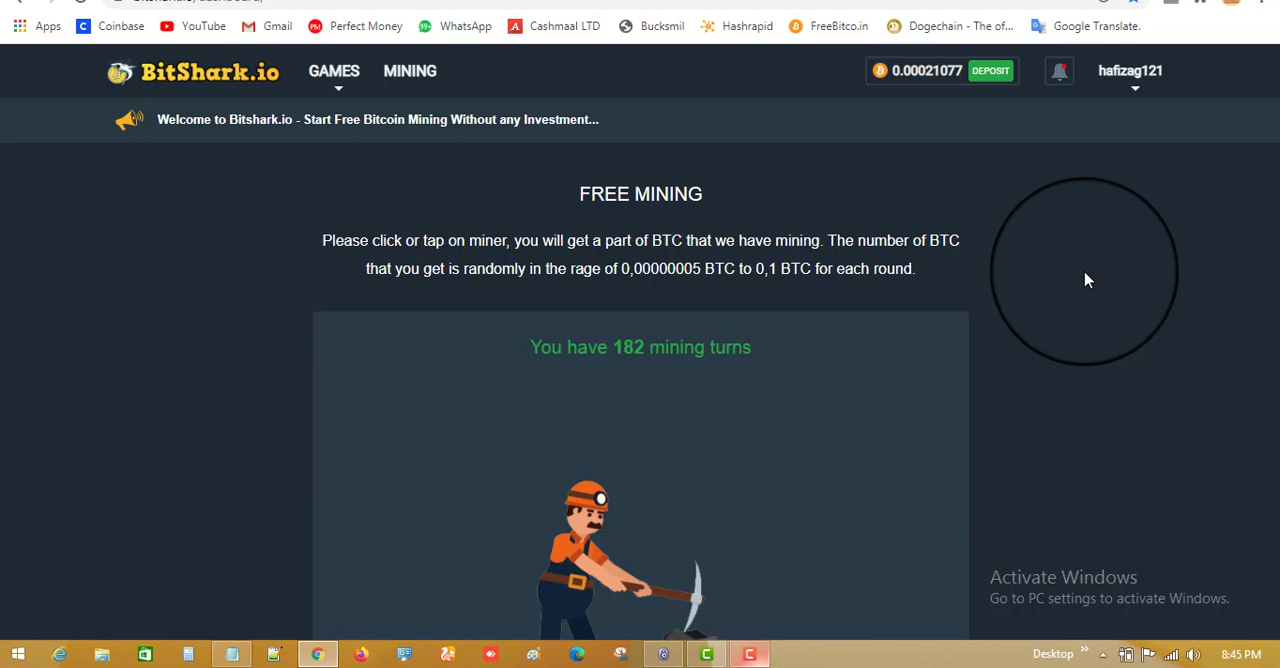 Apps Coinbase YouTube Gmail Perfect Money WhatsApp Cashmaal LTD Bucksmil Hashrapid FreeBitco.in Dogechain - The of... Google Translate.
BitShark.io GAMES MINING 0.00021077 DEPOSIT hafizag121
Welcome to Bitshark.io - Start Free Bitcoin Mining Without any Investment...
FREE MINING
Please click or tap on miner, you will get a part of BTC that we have mining. The number of BTC
that you get is randomly in the rage of 0,00000005 BTC to 0,1 BTC for each round.
You have 182 mining turns
Activate Windows
Go to PC settings to activate Windows.
Desktop 8:45 PM